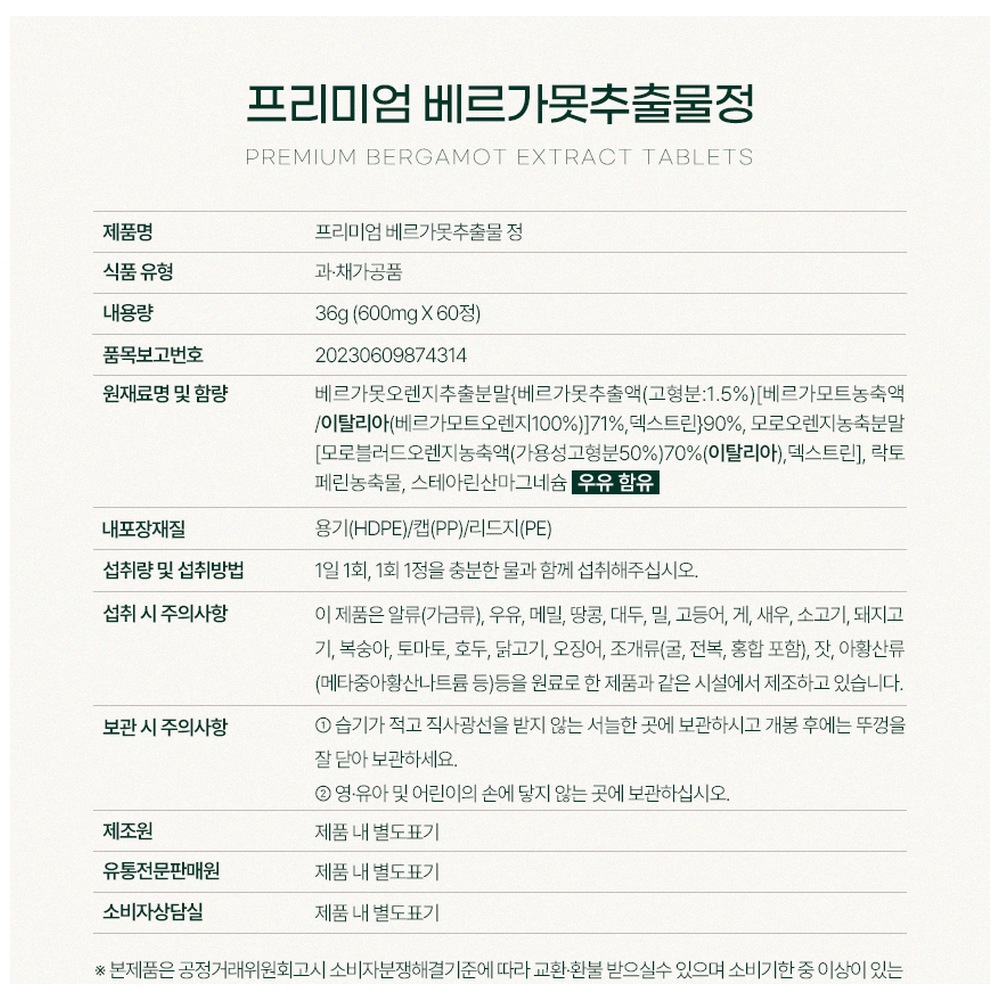 프리미엄 베르가못추출물정
PREMIUM BERGAMOT EXTRACT TABLETS
제품명 프리미엄 베르가못추출물 정
식품 유형 과·채가공품
내용량 36g (600mg X 60정)
품목보고번호 20230609874314
원재료명 및 함량 베르가못오렌지추출분말{베르가못추출액(고형분:1.5%)[베르가모트농축액
/이탈리아(베르가모트오렌지100%)]71%,덱스트린}90%, 모로오렌지농축분말
[모로블러드오렌지농축액(가용성고형분50%)70%(이탈리아),덱스트린], 락토
페린농축물, 스테아린산마그네슘 우유 함유
내포장재질 용기(HDPE)/캡(PP)/리드지(PE)
섭취량 및 섭취방법 1일 1회, 1회 1정을 충분한 물과 함께 섭취해주십시오.
섭취 시 주의사항 이 제품은 알류(가금류), 우유, 메밀, 땅콩, 대두, 밀, 고등어, 게, 새우, 소고기, 돼지고
기, 복숭아, 토마토, 호두, 닭고기, 오징어, 조개류(굴, 전복, 홍합 포함), 잣, 아황산류
(메타중아황산나트륨 등)등을 원료로 한 제품과 같은 시설에서 제조하고 있습니다.
보관 시 주의사항 ① 습기가 적고 직사광선을 받지 않는 서늘한 곳에 보관하시고 개봉 후에는 뚜껑을
잘 닫아 보관하세요.
② 영·유아 및 어린이의 손에 닿지 않는 곳에 보관하십시오.
제조원 제품 내 별도표기
유통전문판매원 제품 내 별도표기
소비자상담실 제품 내 별도표기
※ 본제품은 공정거래위원회고시 소비자분쟁해결기준에 따라 교환·환불 받으실수 있으며 소비기한 중 이상이 있는